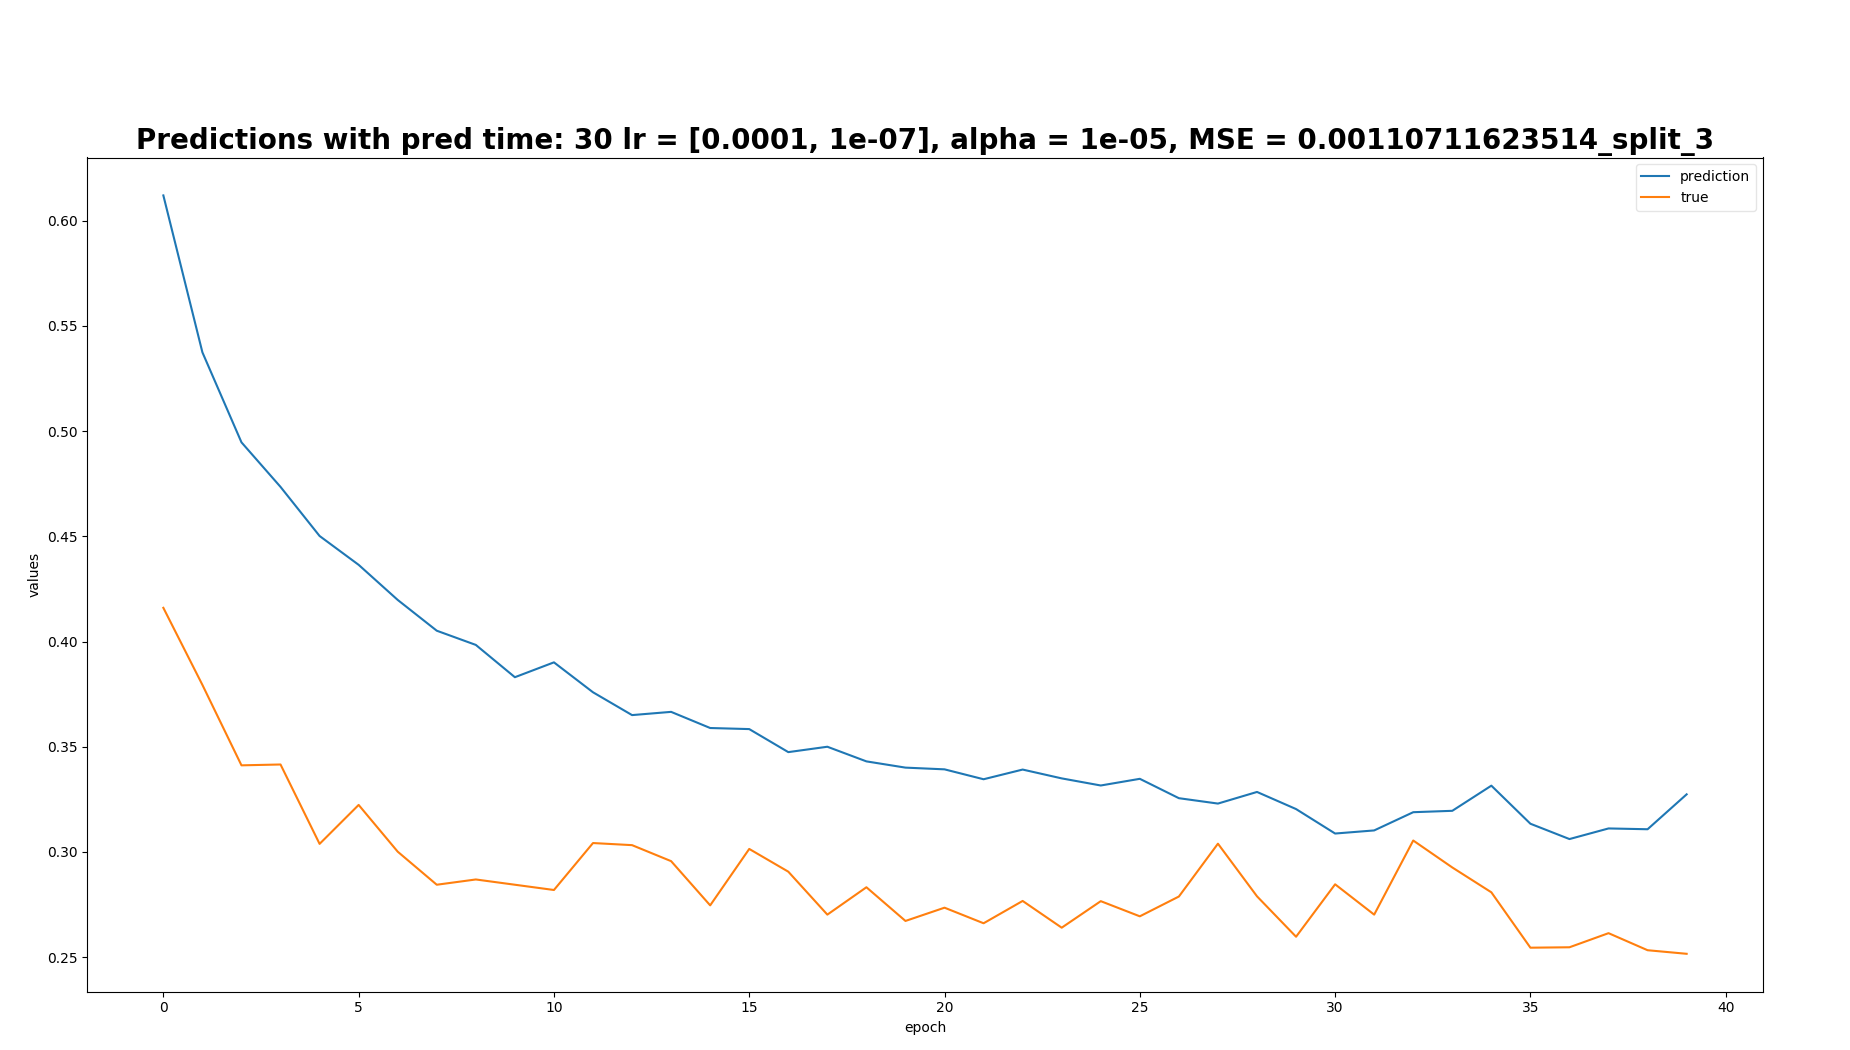 Predictions with pred time: 30 lr = [0.0001, 1e-07], alpha = 1e-05, MSE = 0.00110711623514_split_3
prediction
true
0.60
0.55
0.50
0.45
0.40
0.35
0.30
0.25
values
0 5 10 15 20 25 30 35 40
epoch